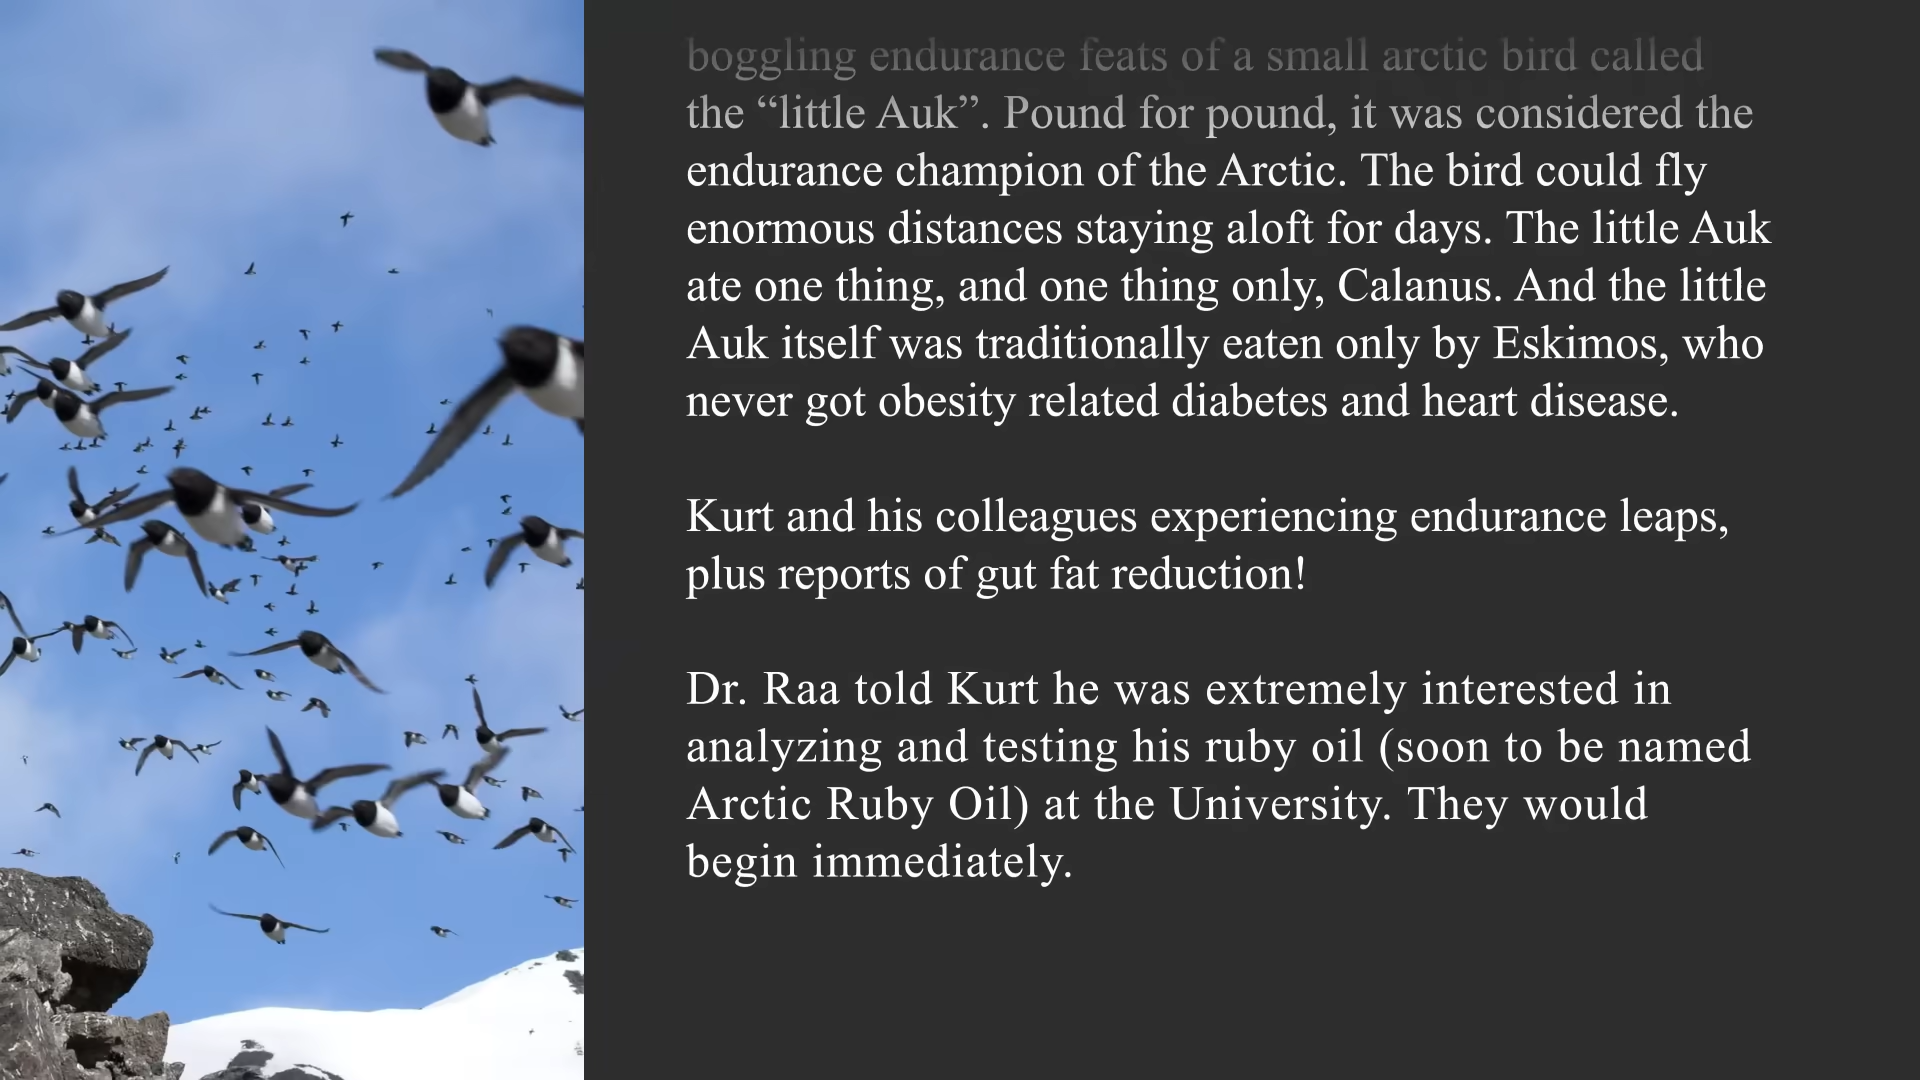 boggling endurance feats of a small arctic bird called
the “little Auk”. Pound for pound, it was considered the
endurance champion of the Arctic. The bird could fly
enormous distances staying aloft for days. The little Auk
ate one thing, and one thing only, Calanus. And the little
Auk itself was traditionally eaten only by Eskimos, who
never got obesity related diabetes and heart disease.
Kurt and his colleagues experiencing endurance leaps,
plus reports of gut fat reduction!
Dr. Raa told Kurt he was extremely interested in
analyzing and testing his ruby oil (soon to be named
Arctic Ruby Oil) at the University. They would
begin immediately.